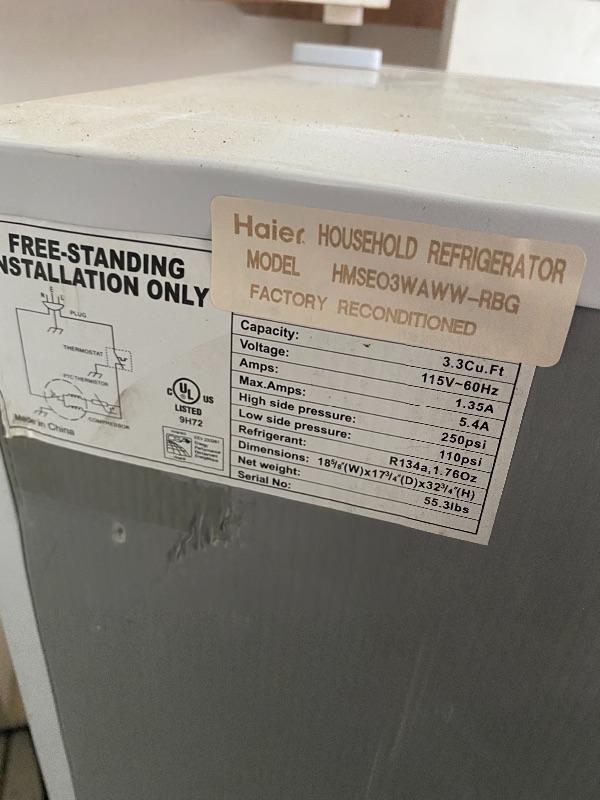 Haier HOUSEHOLD REFRIGERATOR
MODEL HMSE03WAWW-RBG
FACTORY RECONDITIONED
FREE-STANDING
NSTALLATION ONLY
PLUG
THERMOSTAT
PTCTHERMISTOR
COMPRESSOR
Made in China
C UL US
LISTED
9H72
Capacity: 3.3Cu.Ft
Voltage: 115V~60Hz
Amps: 1.35A
Max.Amps: 5.4A
High side pressure: 250psi
Low side pressure: 110psi
Refrigerant: R134a,1.76Oz
Dimensions: 18⅝"(W)x17¾"(D)x32¾"(H)
Net weight: 55.3lbs
Serial No: